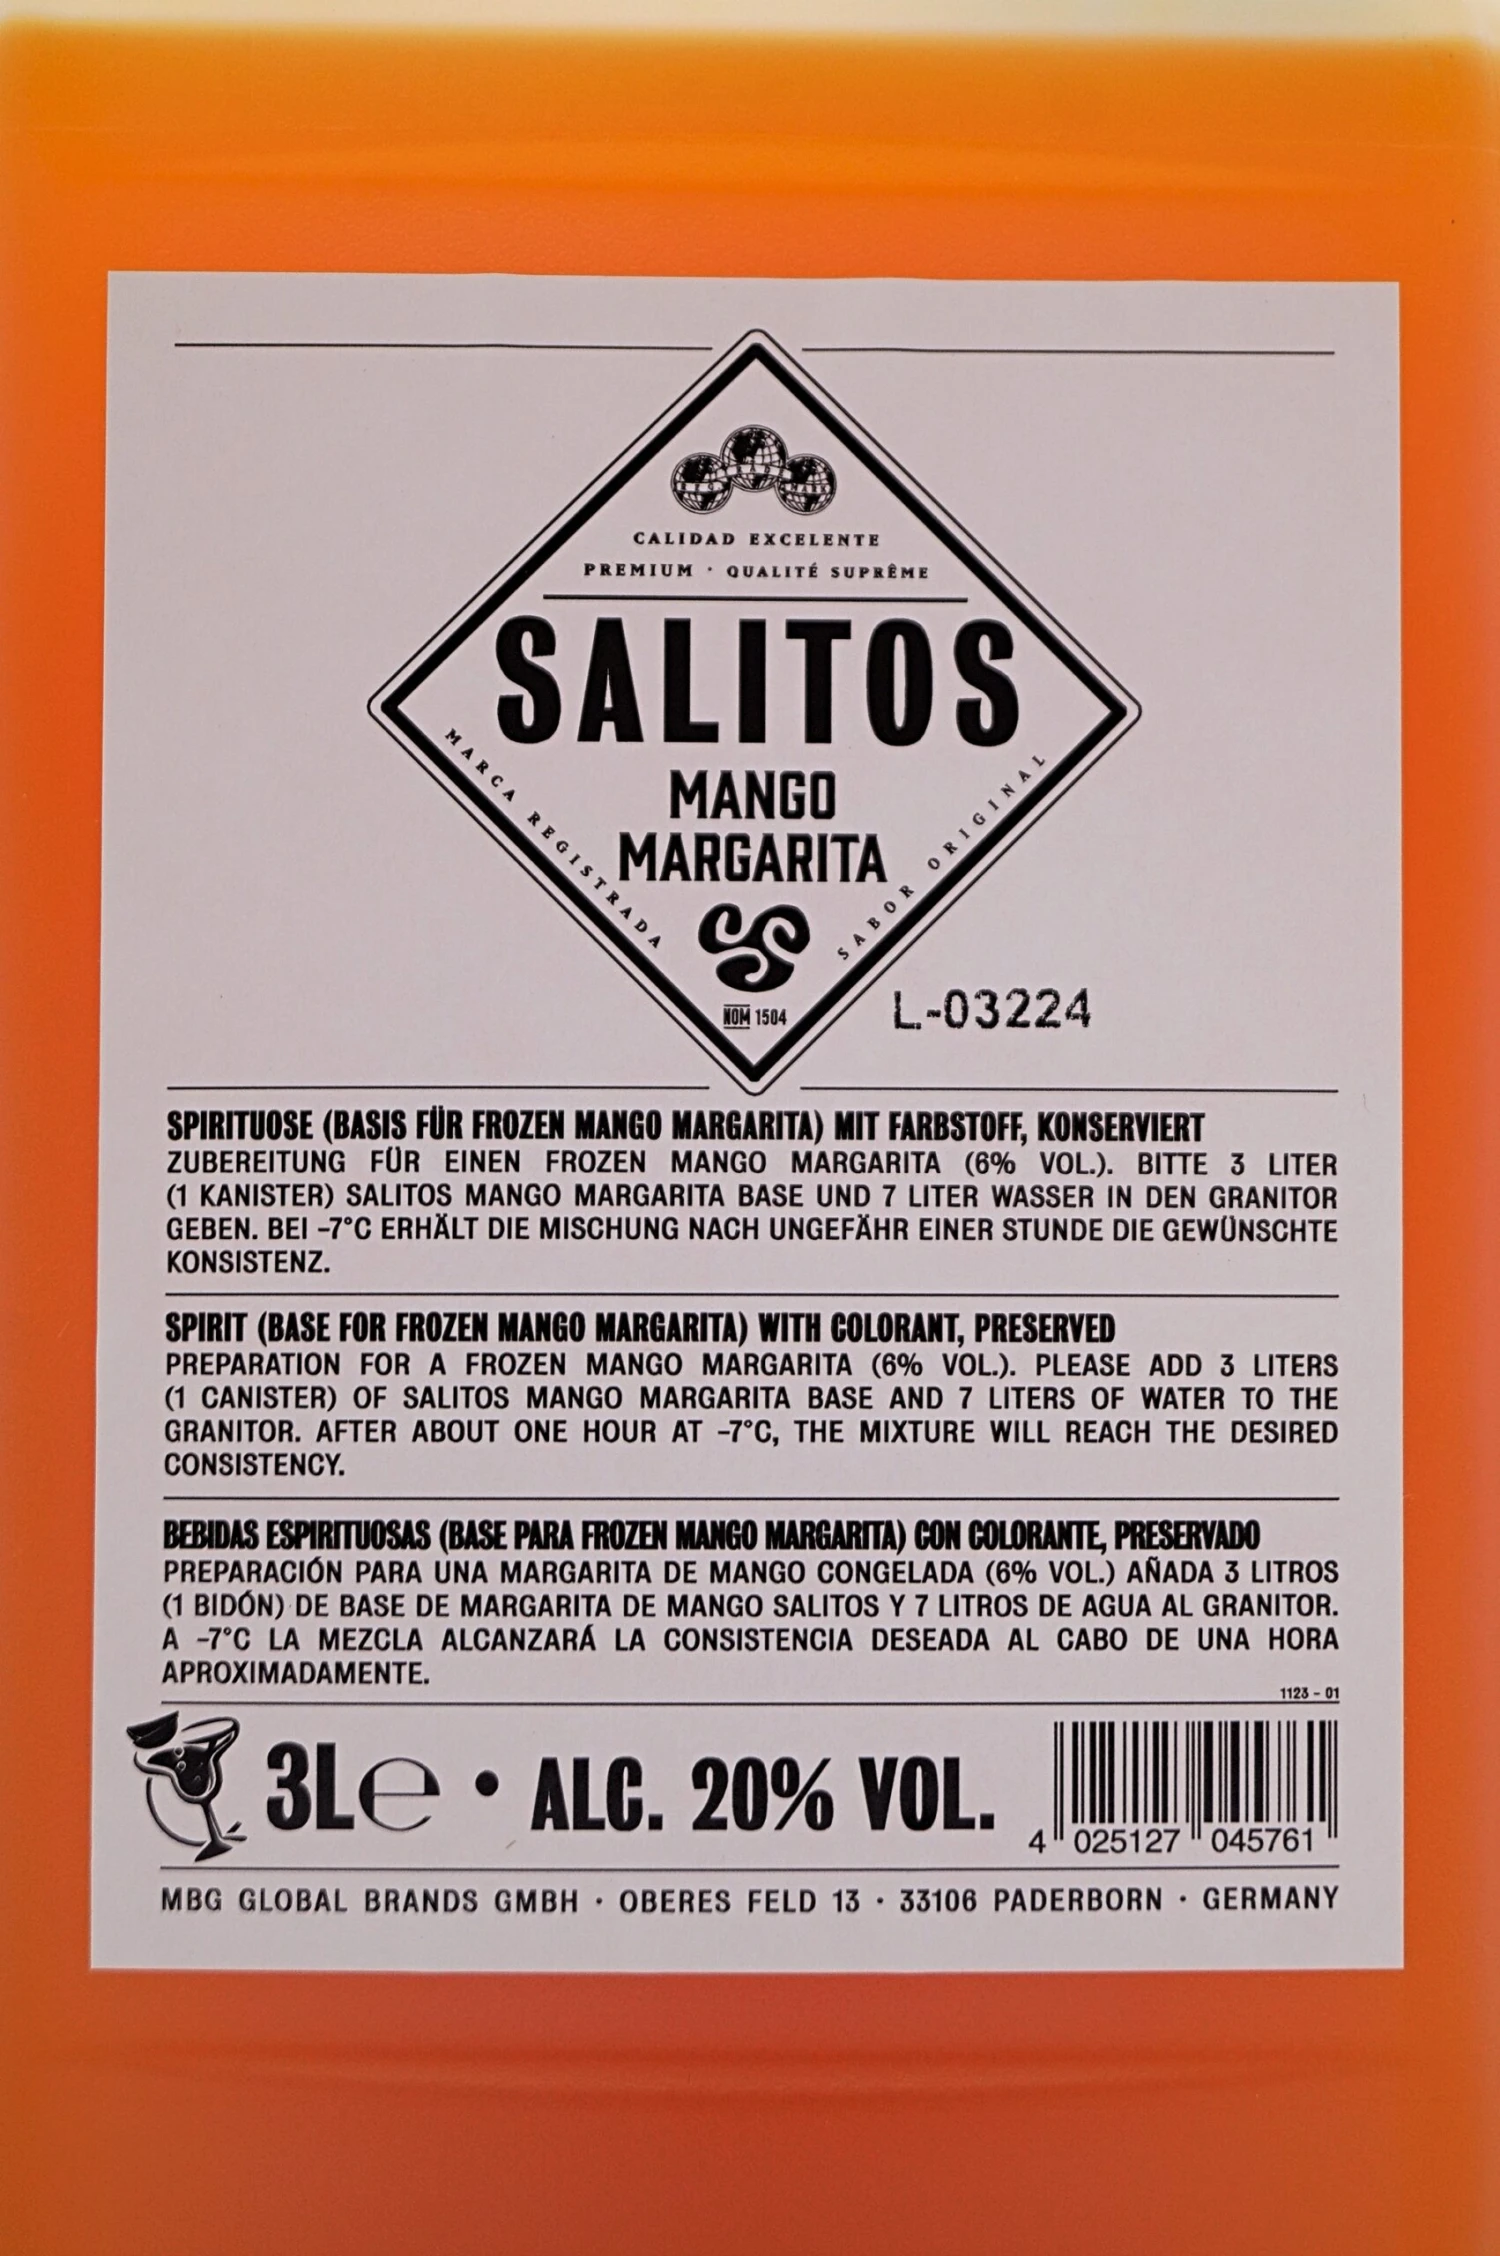 REG TRADE MARK
CALIDAD EXCELENTE
PREMIUM · QUALITÉ SUPRÊME
SALITOS
MANGO
MARGARITA
MARCA REGISTRADA
SABOR ORIGINAL
NOM 1504
L-03224
SPIRITUOSE (BASIS FÜR FROZEN MANGO MARGARITA) MIT FARBSTOFF, KONSERVIERT
ZUBEREITUNG FÜR EINEN FROZEN MANGO MARGARITA (6% VOL.). BITTE 3 LITER
(1 KANISTER) SALITOS MANGO MARGARITA BASE UND 7 LITER WASSER IN DEN GRANITOR
GEBEN. BEI –7°C ERHÄLT DIE MISCHUNG NACH UNGEFÄHR EINER STUNDE DIE GEWÜNSCHTE
KONSISTENZ.
SPIRIT (BASE FOR FROZEN MANGO MARGARITA) WITH COLORANT, PRESERVED
PREPARATION FOR A FROZEN MANGO MARGARITA (6% VOL.). PLEASE ADD 3 LITERS
(1 CANISTER) OF SALITOS MANGO MARGARITA BASE AND 7 LITERS OF WATER TO THE
GRANITOR. AFTER ABOUT ONE HOUR AT –7°C, THE MIXTURE WILL REACH THE DESIRED
CONSISTENCY.
BEBIDAS ESPIRITUOSAS (BASE PARA FROZEN MANGO MARGARITA) CON COLORANTE, PRESERVADO
PREPARACIÓN PARA UNA MARGARITA DE MANGO CONGELADA (6% VOL.) AÑADA 3 LITROS
(1 BIDÓN) DE BASE DE MARGARITA DE MANGO SALITOS Y 7 LITROS DE AGUA AL GRANITOR.
A –7°C LA MEZCLA ALCANZARÁ LA CONSISTENCIA DESEADA AL CABO DE UNA HORA
APROXIMADAMENTE.
1123 - 01
3L e · ALC. 20% VOL.
4 025127 045761
MBG GLOBAL BRANDS GMBH · OBERES FELD 13 · 33106 PADERBORN · GERMANY